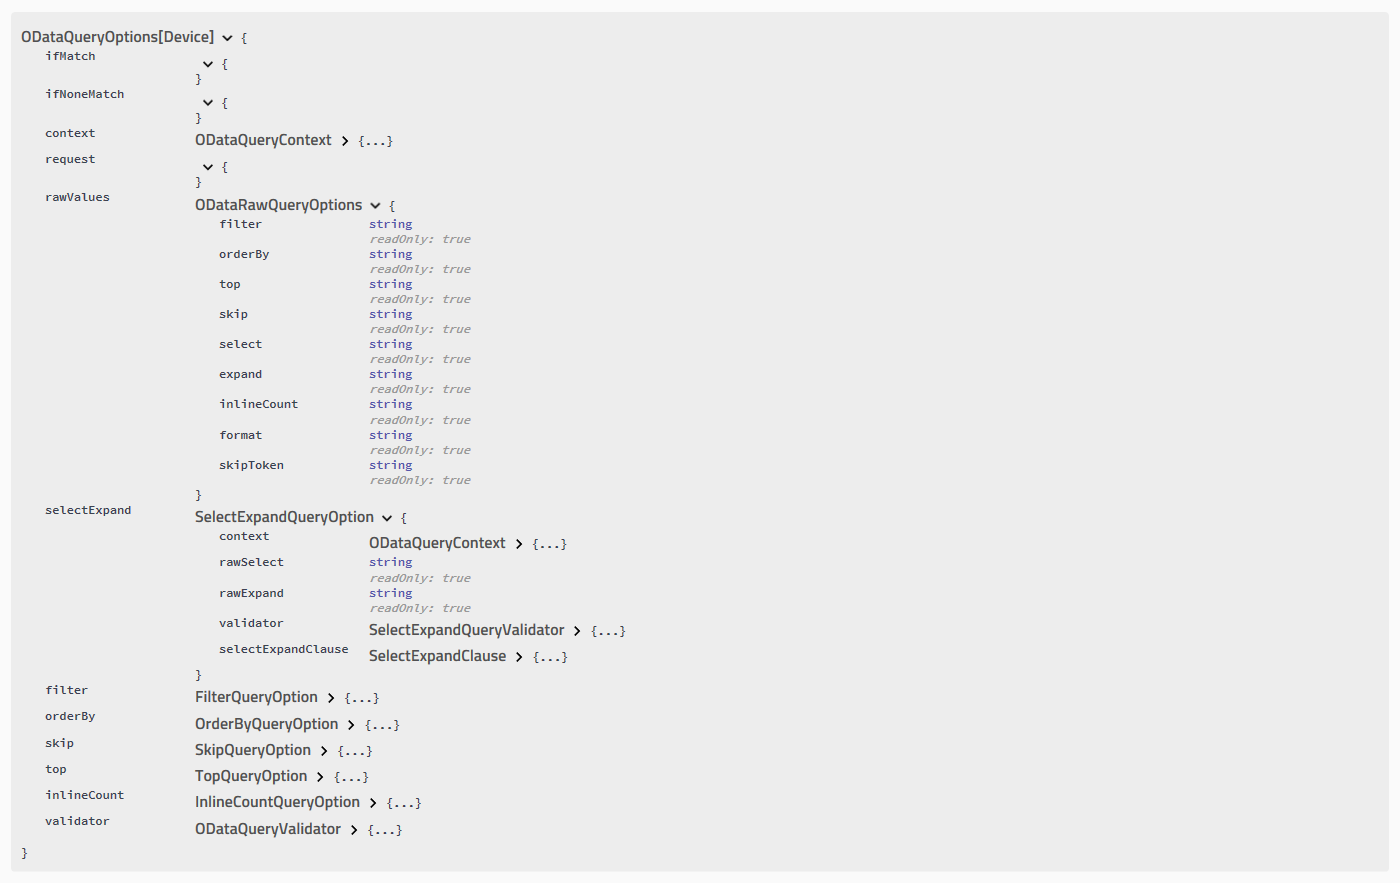 ODataQueryOptions[Device] {
ifMatch
{
}
ifNoneMatch
{
}
context ODataQueryContext {...}
request
{
}
rawValues ODataRawQueryOptions {
filter string
readOnly: true
orderBy string
readOnly: true
top string
readOnly: true
skip string
readOnly: true
select string
readOnly: true
expand string
readOnly: true
inlineCount string
readOnly: true
format string
readOnly: true
skipToken string
readOnly: true
}
selectExpand SelectExpandQueryOption {
context ODataQueryContext {...}
rawSelect string
readOnly: true
rawExpand string
readOnly: true
validator SelectExpandQueryValidator {...}
selectExpandClause SelectExpandClause {...}
}
filter FilterQueryOption {...}
orderBy OrderByQueryOption {...}
skip SkipQueryOption {...}
top TopQueryOption {...}
inlineCount InlineCountQueryOption {...}
validator ODataQueryValidator {...}
}